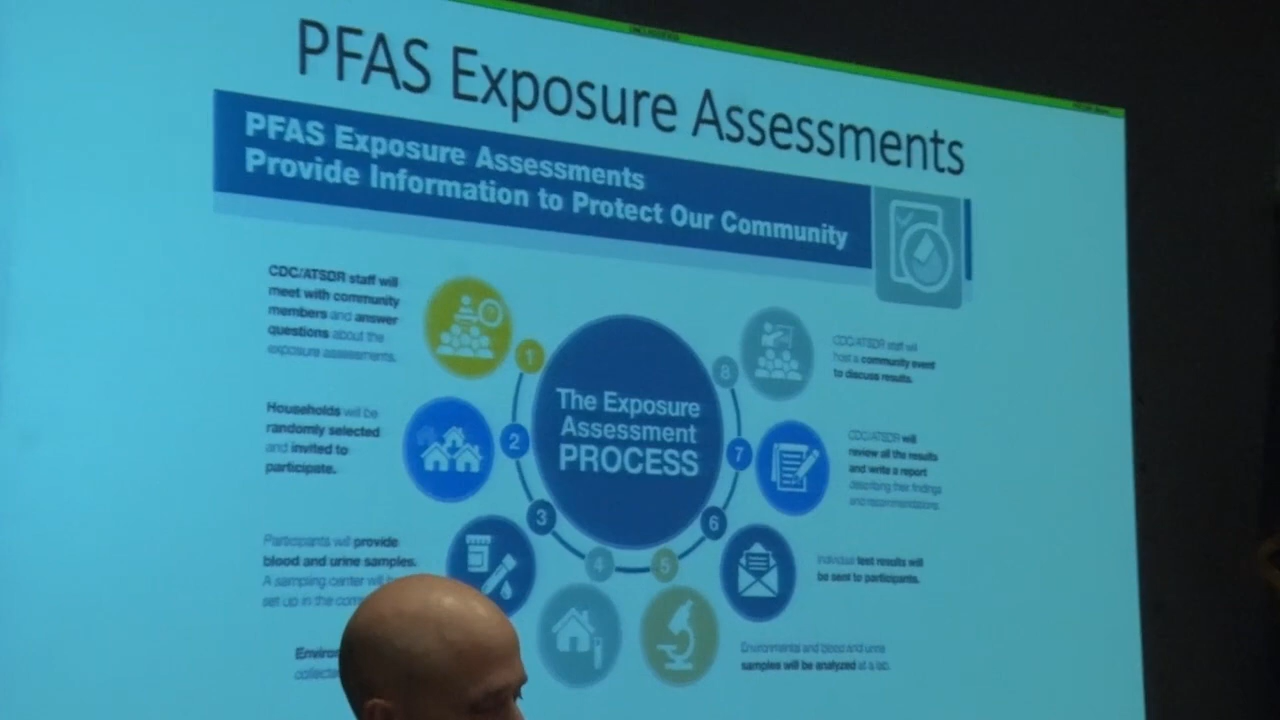 PFAS Exposure Assessments
PFAS Exposure Assessments
Provide Information to Protect Our Community
CDC/ATSDR staff will
meet with community
members and answer
questions about the
exposure assessments.
1
Households will be
randomly selected
and invited to
participate.
2
Participants will provide
blood and urine samples.
A sampling center will
set up in the
3
4
The Exposure
Assessment
PROCESS
5
Environmental and blood and urine
samples will be analyzed at a lab.
6
Individual test results will
be sent to participants.
7
CDC/ATSDR will
review all the results
and write a report
describing their findings
and recommendations
8
CDC/ATSDR staff will
host a community event
to discuss results.